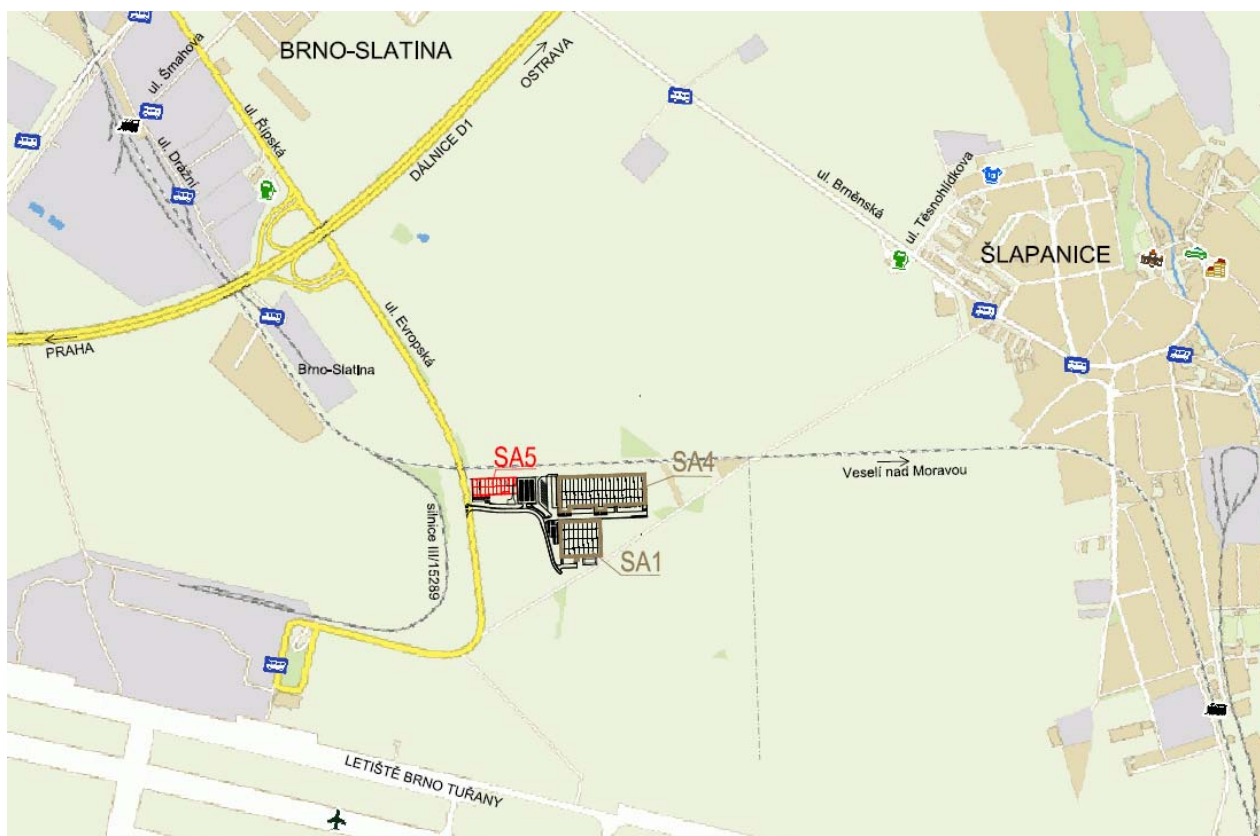 BRNO-SLATINA
ul. Šmahova
OSTRAVA
ul. Řípská
DÁLNICE D1
ul. Drážní
ul. Brněnská
ul. Těsnohlídkova
ŠLAPANICE
ul. Evropská
PRAHA
Brno-Slatina
SA5
SA4
Veselí nad Moravou
silnice III/15289
SA1
LETIŠTĚ BRNO TUŘANY